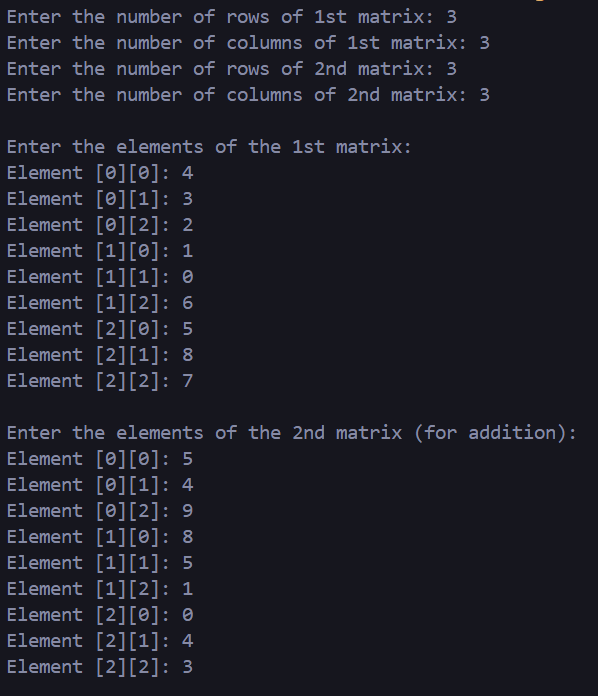 Enter the number of rows of 1st matrix: 3
Enter the number of columns of 1st matrix: 3
Enter the number of rows of 2nd matrix: 3
Enter the number of columns of 2nd matrix: 3
Enter the elements of the 1st matrix:
Element [0][0]: 4
Element [0][1]: 3
Element [0][2]: 2
Element [1][0]: 1
Element [1][1]: 0
Element [1][2]: 6
Element [2][0]: 5
Element [2][1]: 8
Element [2][2]: 7
Enter the elements of the 2nd matrix (for addition):
Element [0][0]: 5
Element [0][1]: 4
Element [0][2]: 9
Element [1][0]: 8
Element [1][1]: 5
Element [1][2]: 1
Element [2][0]: 0
Element [2][1]: 4
Element [2][2]: 3